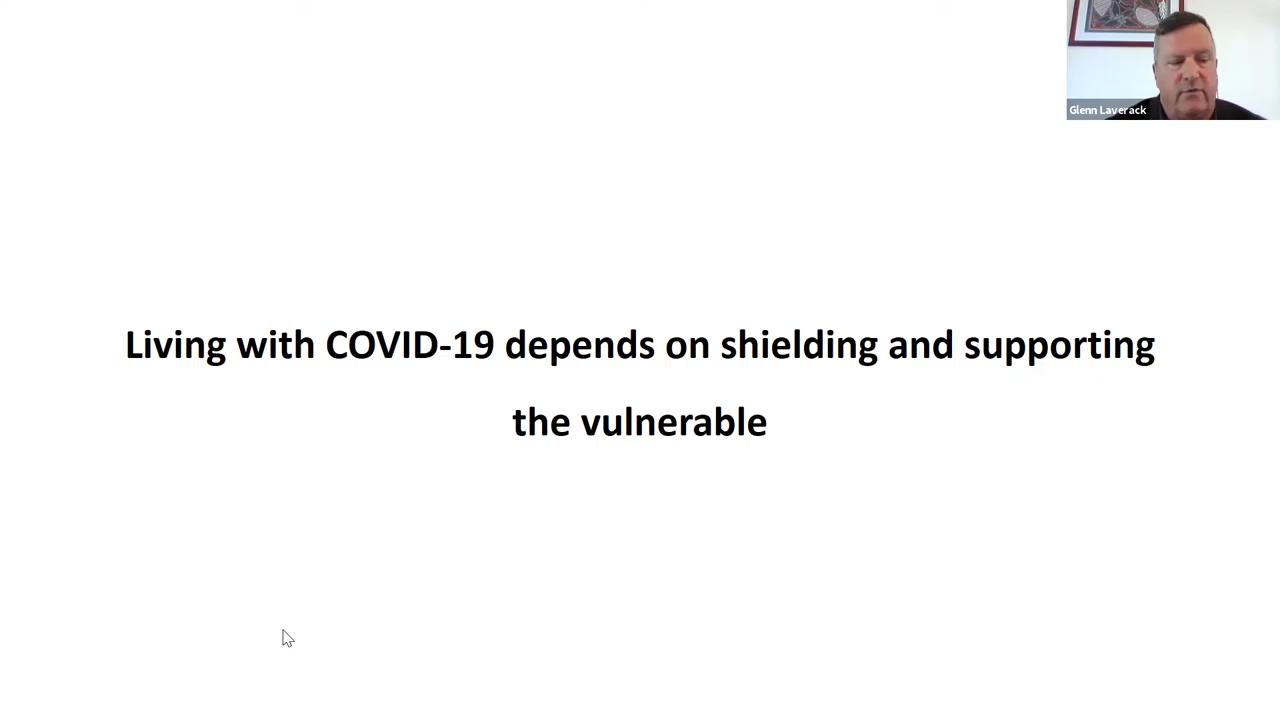 Glenn Laverack
Living with COVID-19 depends on shielding and supporting
the vulnerable